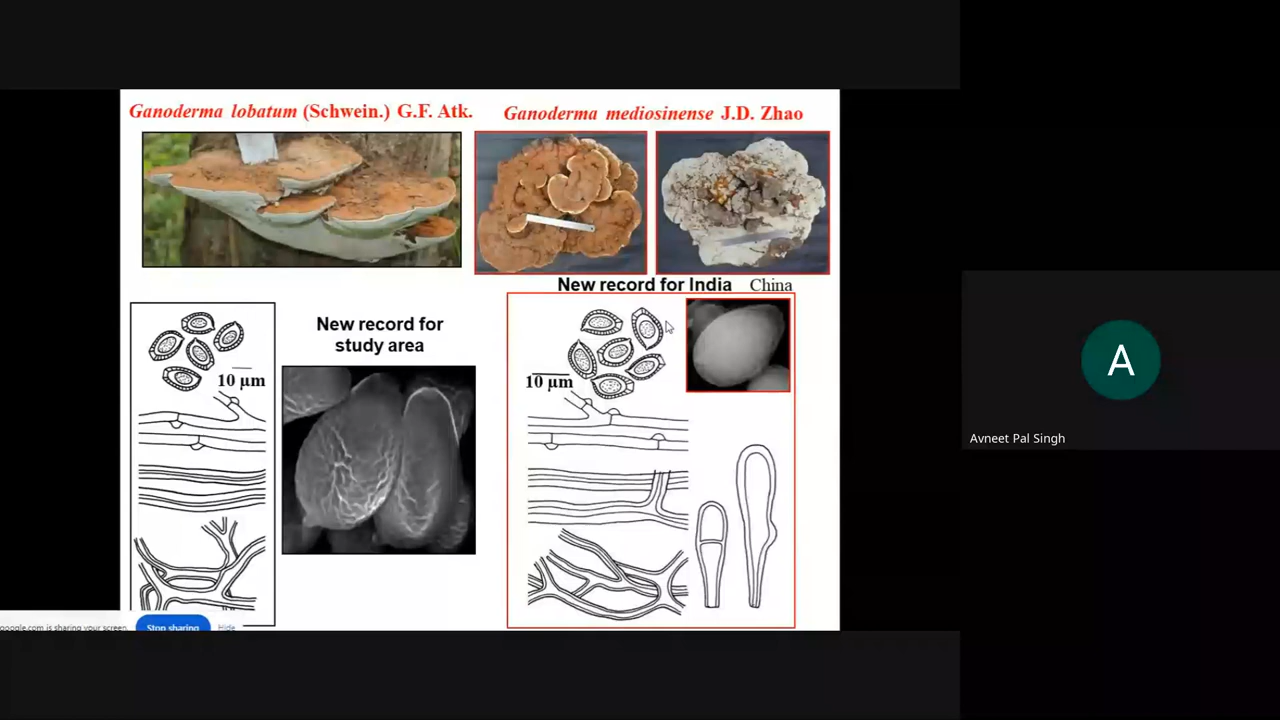 Ganoderma lobatum (Schwein.) G.F. Atk.
Ganoderma mediosinense J.D. Zhao
New record for India China
New record for
study area
10 µm
10 µm
A
Avneet Pal Singh
google.com is sharing your screen. Stop sharing Hide